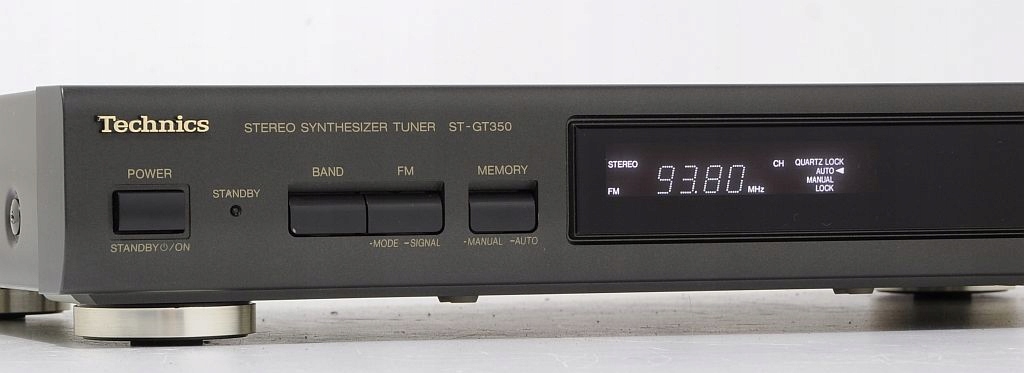 Technics
STEREO SYNTHESIZER TUNER ST-GT350
POWER
STANDBY⏻/ON
STANDBY
BAND
FM
-MODE -SIGNAL
MEMORY
-MANUAL -AUTO
STEREO
FM
93.80 MHz
CH
QUARTZ LOCK
AUTO ◄
MANUAL
LOCK